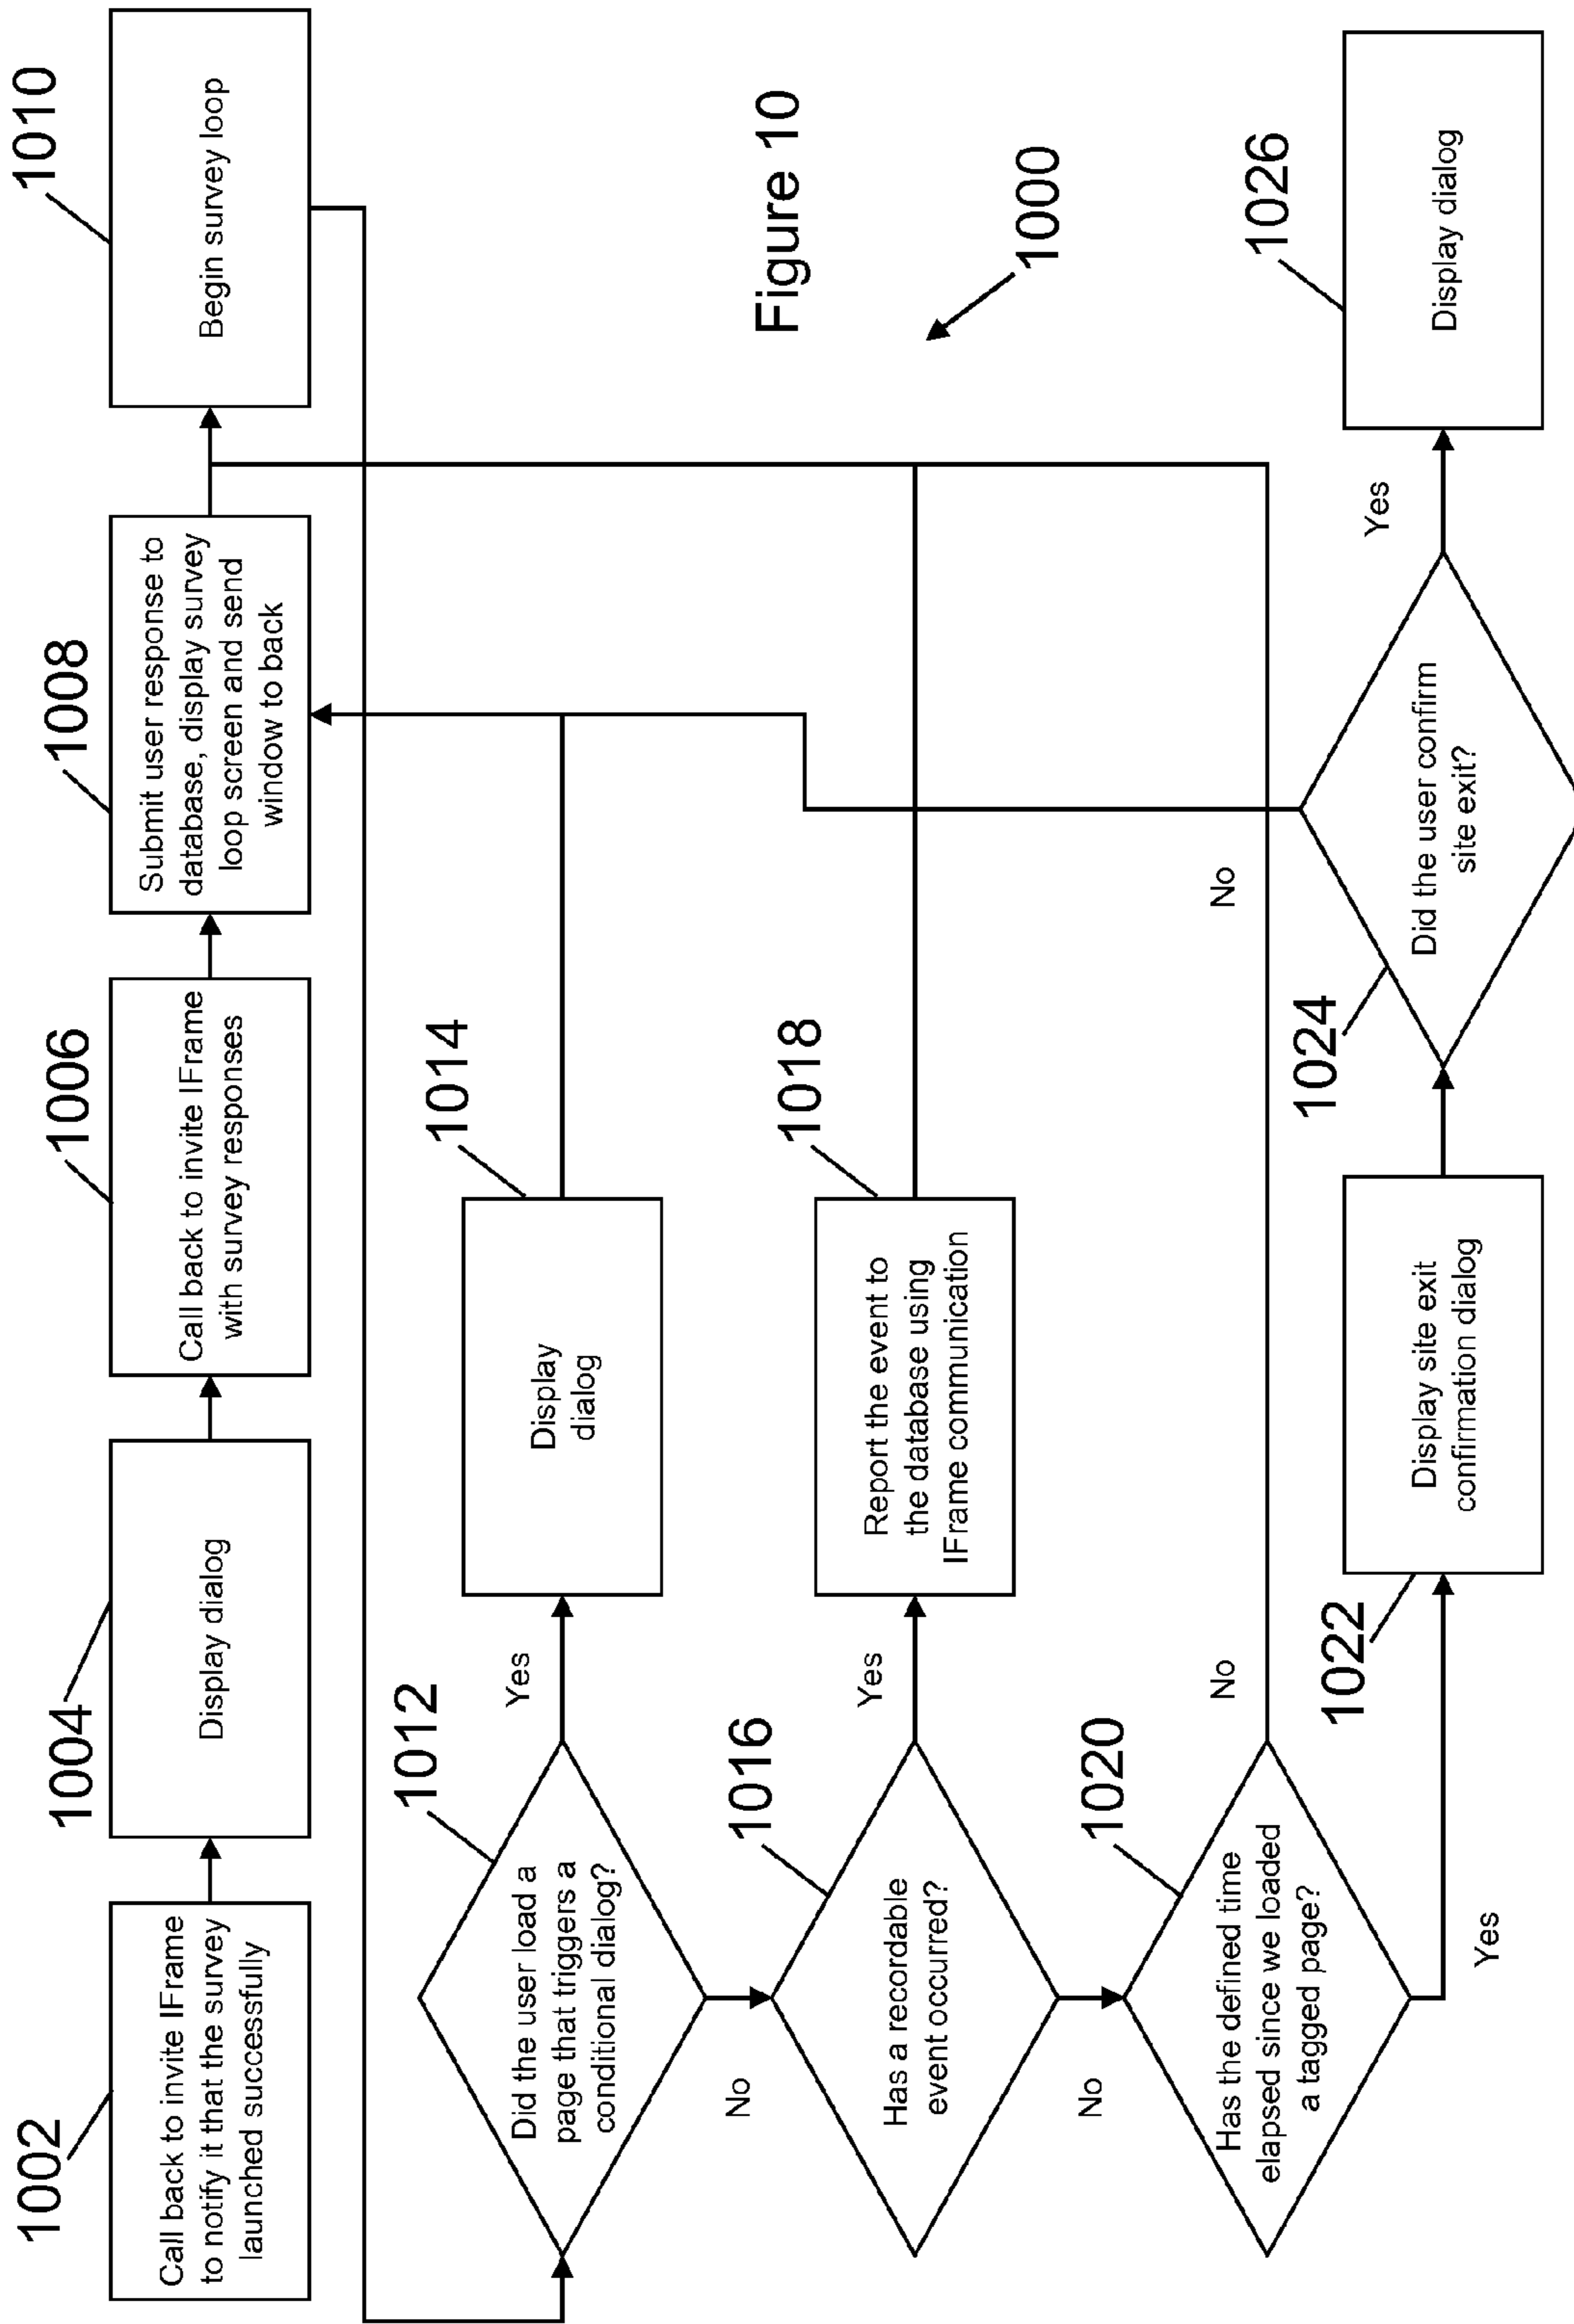 1002
Call back to invite IFrame
to notify it that the survey
launched successfully
1004
Display dialog
1006
Call back to invite IFrame
with survey responses
1008
Submit user response to
database, display survey
loop screen and send
window to back
1010
Begin survey loop
1012
Did the user load a
page that triggers a
conditional dialog?
Yes
No
1014
Display
dialog
1016
Has a recordable
event occurred?
Yes
No
1018
Report the event to
the database using
IFrame communication
1020
Has the defined time
elapsed since we loaded
a tagged page?
No
Yes
1022
Display site exit
confirmation dialog
1024
Did the user confirm
site exit?
No
Yes
1026
Display dialog
Figure 10
1000